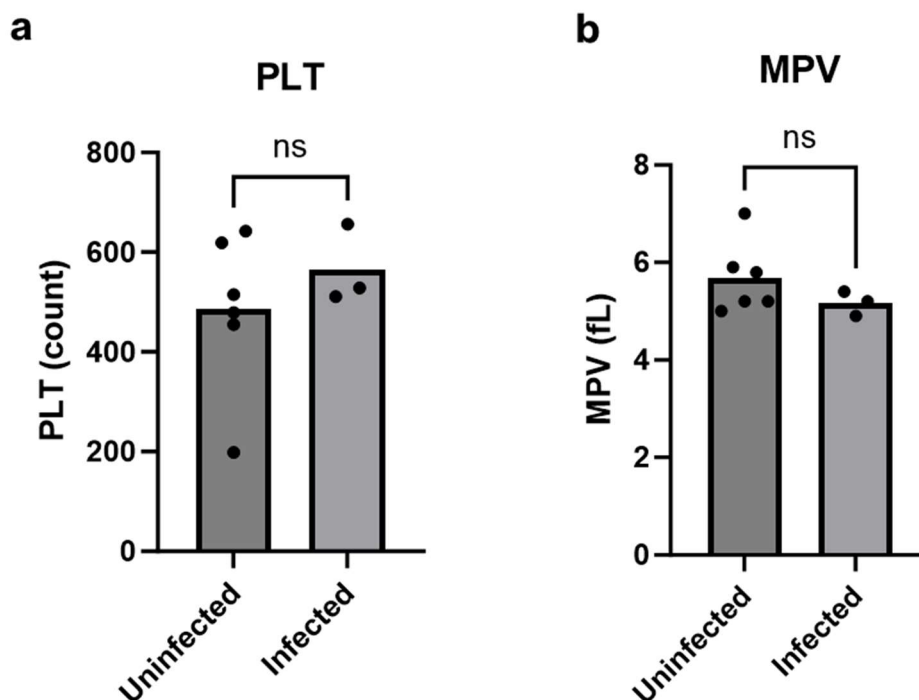 a
PLT
ns
800
600
400
200
0
PLT (count)
Uninfected
Infected
b
MPV
ns
8
6
4
2
0
MPV (fL)
Uninfected
Infected